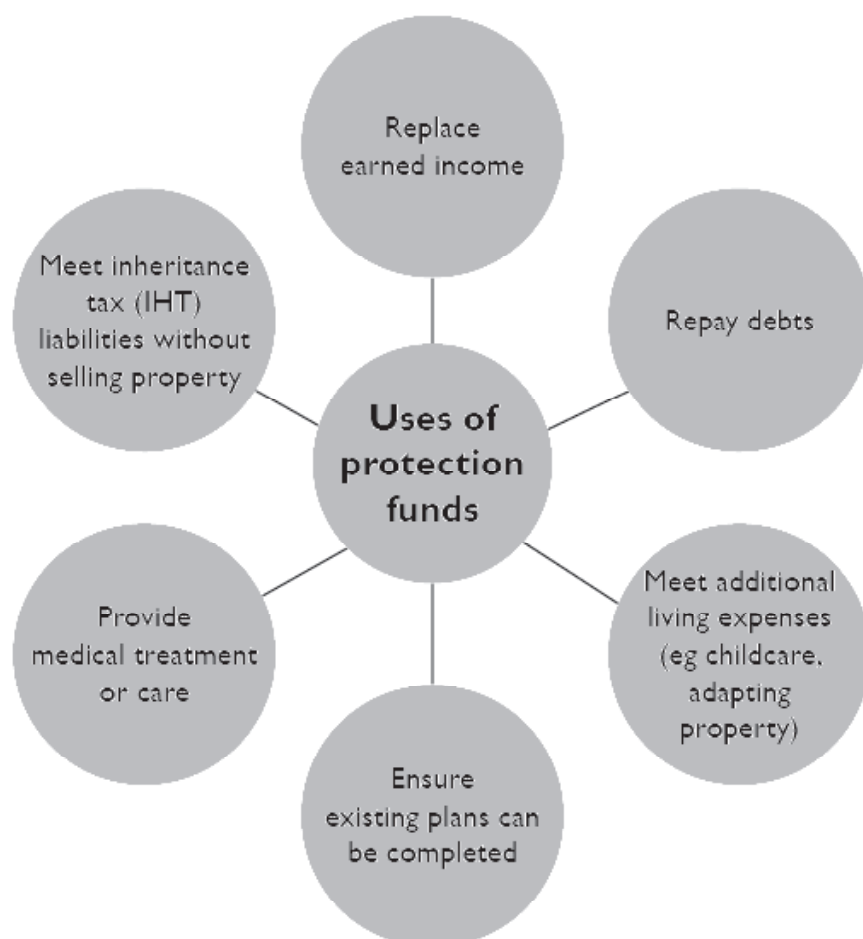 Replace
earned income
Meet inheritance
tax (IHT)
liabilities without
selling property
Repay debts
Uses of
protection
funds
Provide
medical treatment
or care
Meet additional
living expenses
(eg childcare,
adapting
property)
Ensure
existing plans can
be completed